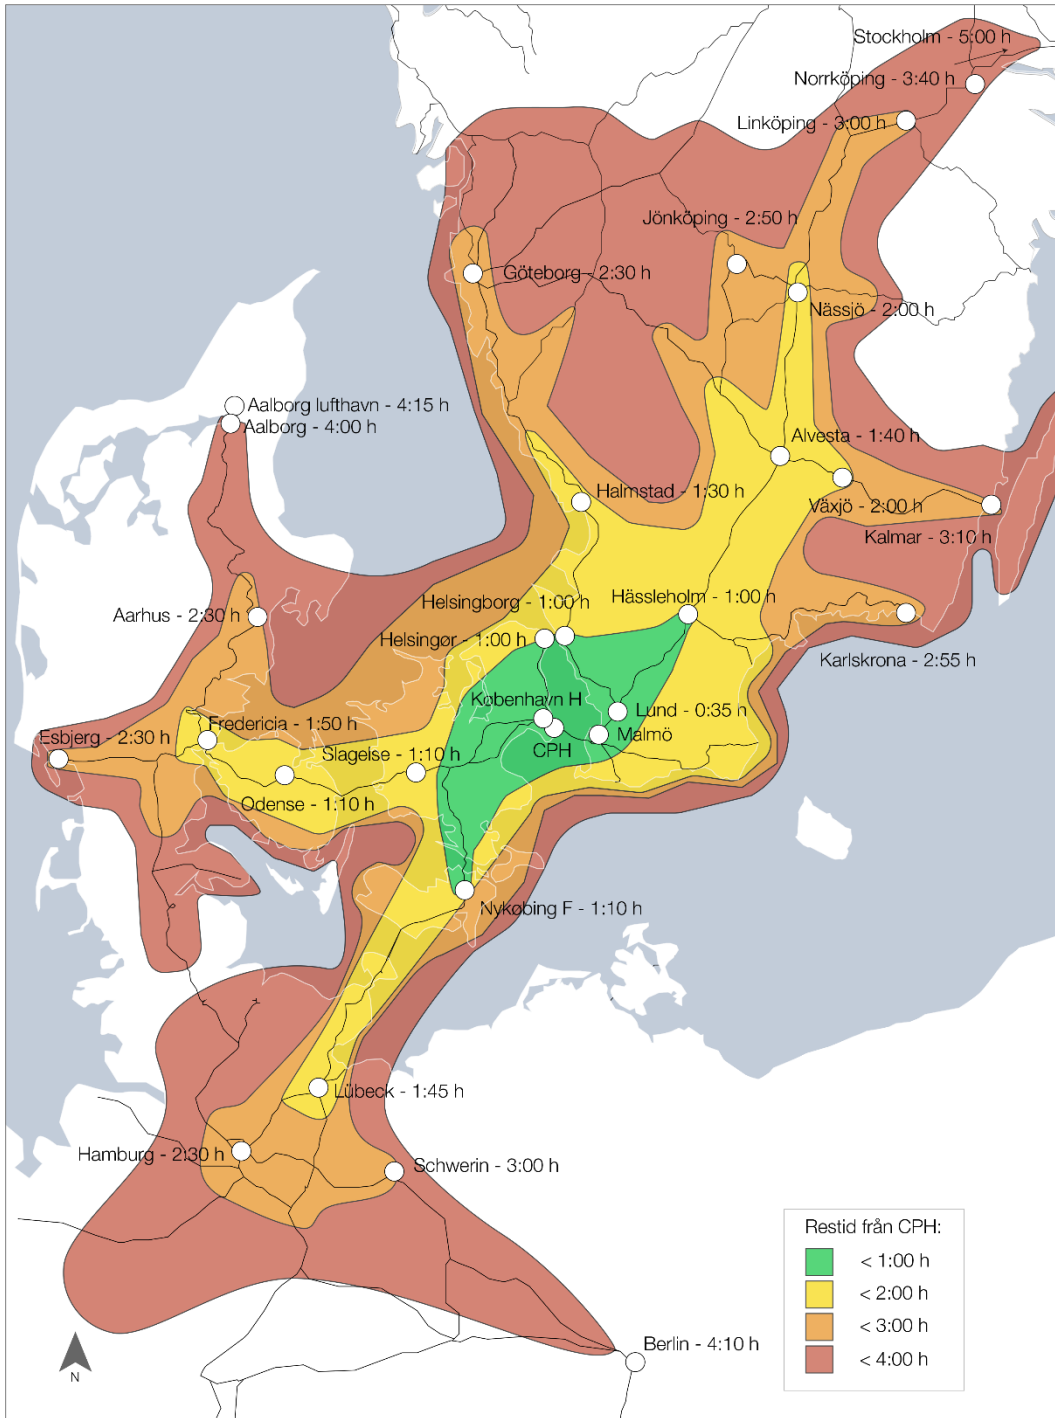 Stockholm - 5:00 h
Norrköping - 3:40 h
Linköping - 3:00 h
Jönköping - 2:50 h
Göteborg - 2:30 h
Nässjö - 2:00 h
Aalborg lufthavn - 4:15 h
Aalborg - 4:00 h
Alvesta - 1:40 h
Halmstad - 1:30 h
Växjö - 2:00 h
Kalmar - 3:10 h
Helsingborg - 1:00 h
Hässleholm - 1:00 h
Aarhus - 2:30 h
Helsingør - 1:00 h
Karlskrona - 2:55 h
København H
Lund - 0:35 h
Fredericia - 1:50 h
Esbjerg - 2:30 h
Malmö
CPH
Slagelse - 1:10 h
Odense - 1:10 h
Nykøbing F - 1:10 h
Lübeck - 1:45 h
Hamburg - 2:30 h
Schwerin - 3:00 h
Restid från CPH:
< 1:00 h
< 2:00 h
< 3:00 h
< 4:00 h
Berlin - 4:10 h
N